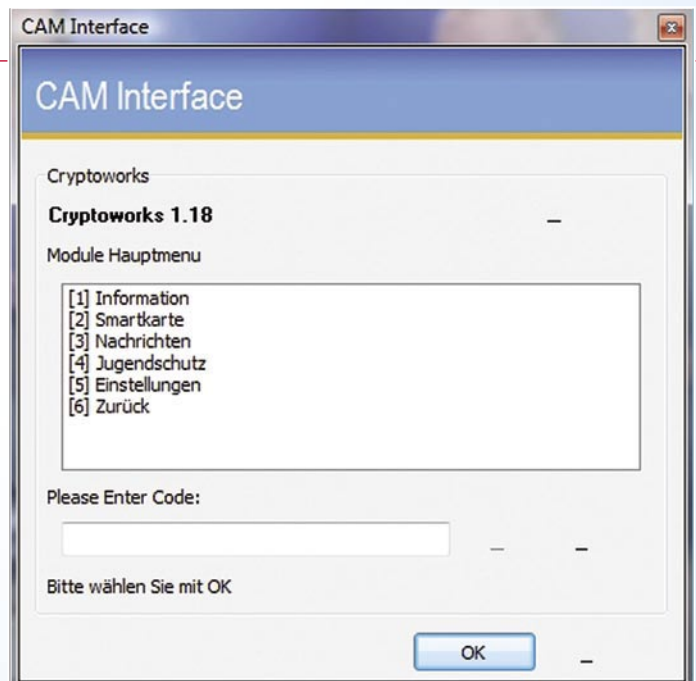 CAM Interface
CAM Interface
Cryptoworks
Cryptoworks 1.18
Module Hauptmenu
[1] Information
[2] Smartkarte
[3] Nachrichten
[4] Jugendschutz
[5] Einstellungen
[6] Zurück
Please Enter Code:
Bitte wählen Sie mit OK
OK